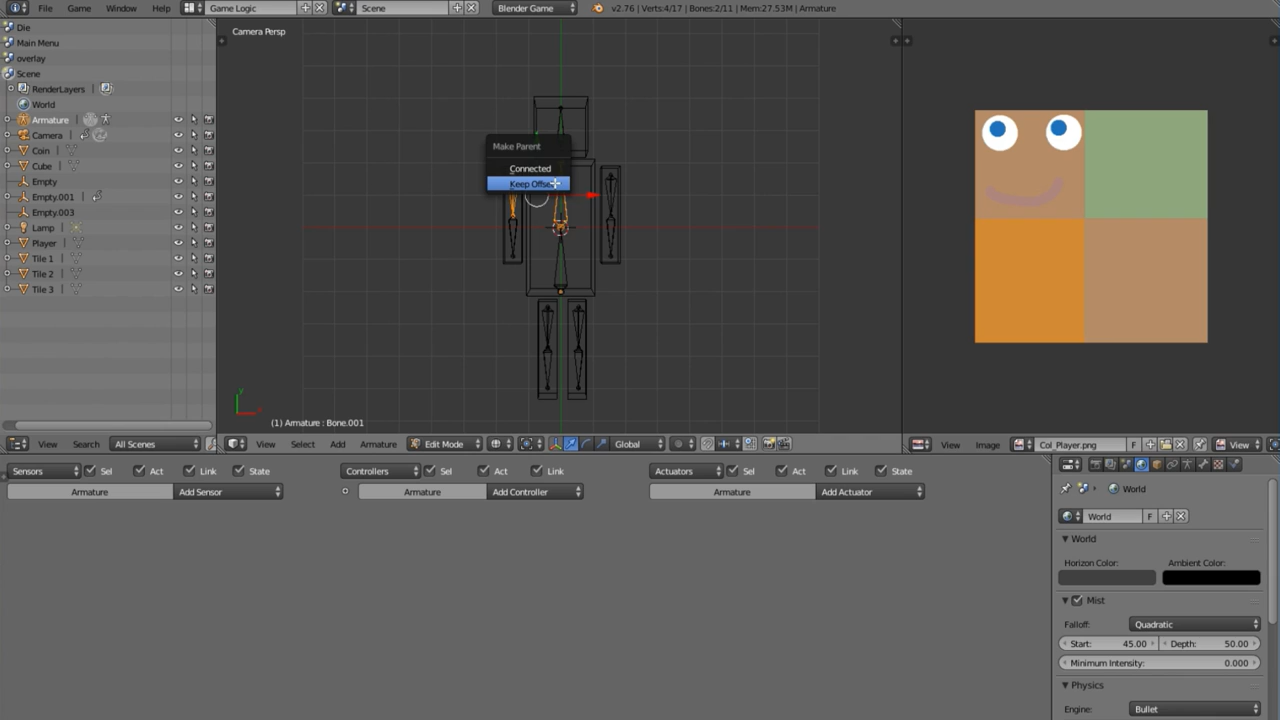 File Game Window Help Game Logic Scene Blender Game v2.76 | Verts:4/17 | Bones:2/11 | Mem:27.53M | Armature
Die
Main Menu
overlay
Scene
RenderLayers |
World
Armature |
Camera |
Coin |
Cube |
Empty
Empty.001 |
Empty.003
Lamp |
Player |
Tile 1 |
Tile 2 |
Tile 3 |
View Search All Scenes
Camera Persp
Make Parent
Connected
Keep Offset
(1) Armature : Bone.001
View Select Add Armature Edit Mode Global
View Image Col_Player.png F View
Sensors Sel Act Link State
Armature Add Sensor
Controllers Sel Act Link
Armature Add Controller
Actuators Sel Act Link State
Armature Add Actuator
World
World F
World
Horizon Color: Ambient Color:
Mist
Falloff: Quadratic
Start: 45.00 Depth: 50.00
Minimum Intensity: 0.000
Physics
Engine: Bullet